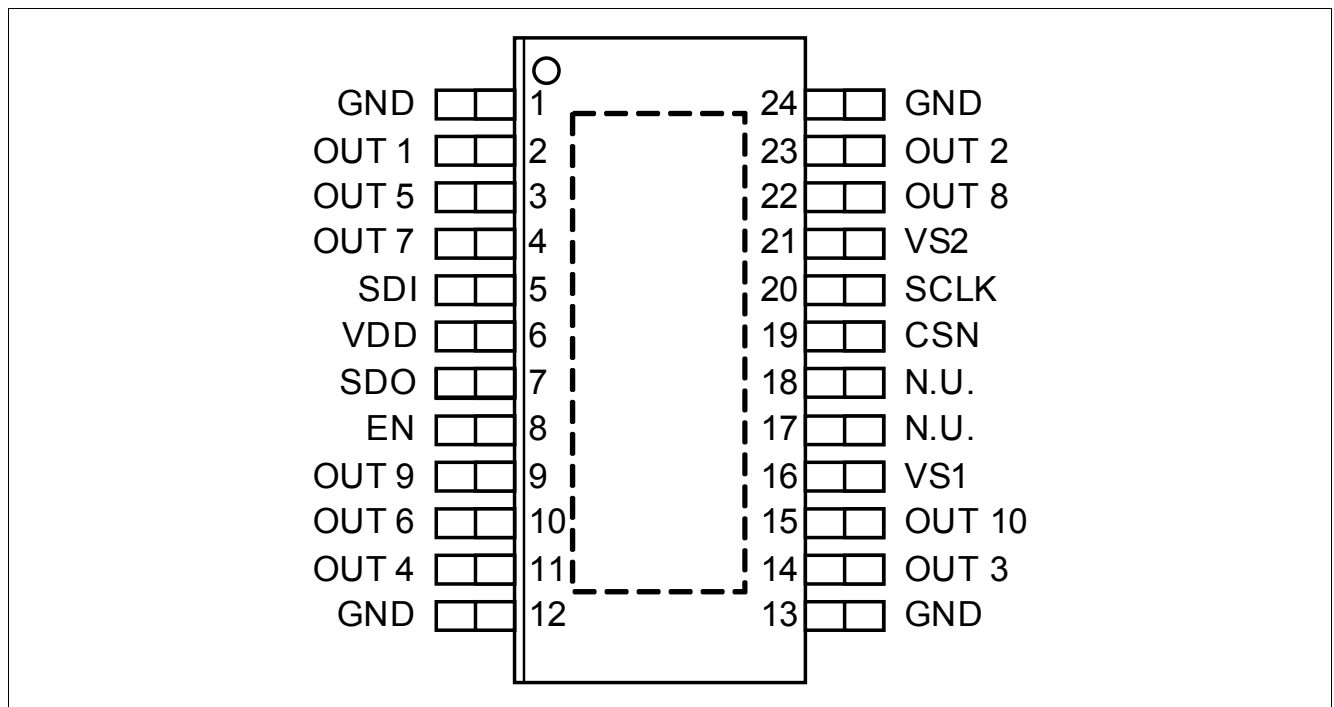 GND 1 24 GND
OUT 1 2 23 OUT 2
OUT 5 3 22 OUT 8
OUT 7 4 21 VS2
SDI 5 20 SCLK
VDD 6 19 CSN
SDO 7 18 N.U.
EN 8 17 N.U.
OUT 9 9 16 VS1
OUT 6 10 15 OUT 10
OUT 4 11 14 OUT 3
GND 12 13 GND